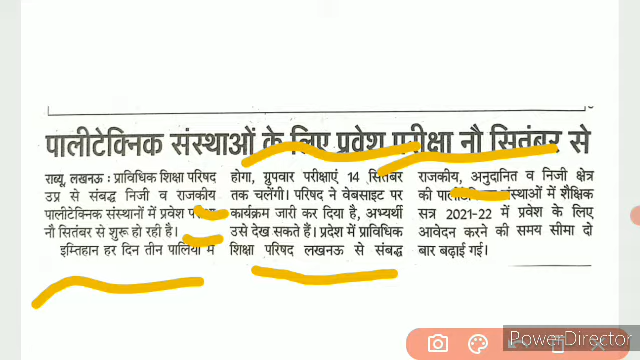 पालीटेक्निक संस्थाओं के लिए प्रवेश परीक्षा नौ सितंबर से
राब्यू, लखनऊ : प्राविधिक शिक्षा परिषद
उप्र से संबद्ध निजी व राजकीय
पालीटेक्निक संस्थानों में प्रवेश
नौ सितंबर से शुरू हो रही है।
इम्तिहान हर दिन तीन पालियों में
होगा, ग्रुपवार परीक्षाएं 14 सितंबर
तक चलेंगी। परिषद ने वेबसाइट पर
कार्यक्रम जारी कर दिया है, अभ्यर्थी
उसे देख सकते हैं। प्रदेश में प्राविधिक
शिक्षा परिषद लखनऊ से संबद्ध
राजकीय, अनुदानित व निजी क्षेत्र
की संस्थाओं में शैक्षिक
सत्र 2021-22 में प्रवेश के लिए
आवेदन करने की समय सीमा दो
बार बढ़ाई गई।
PowerDirector